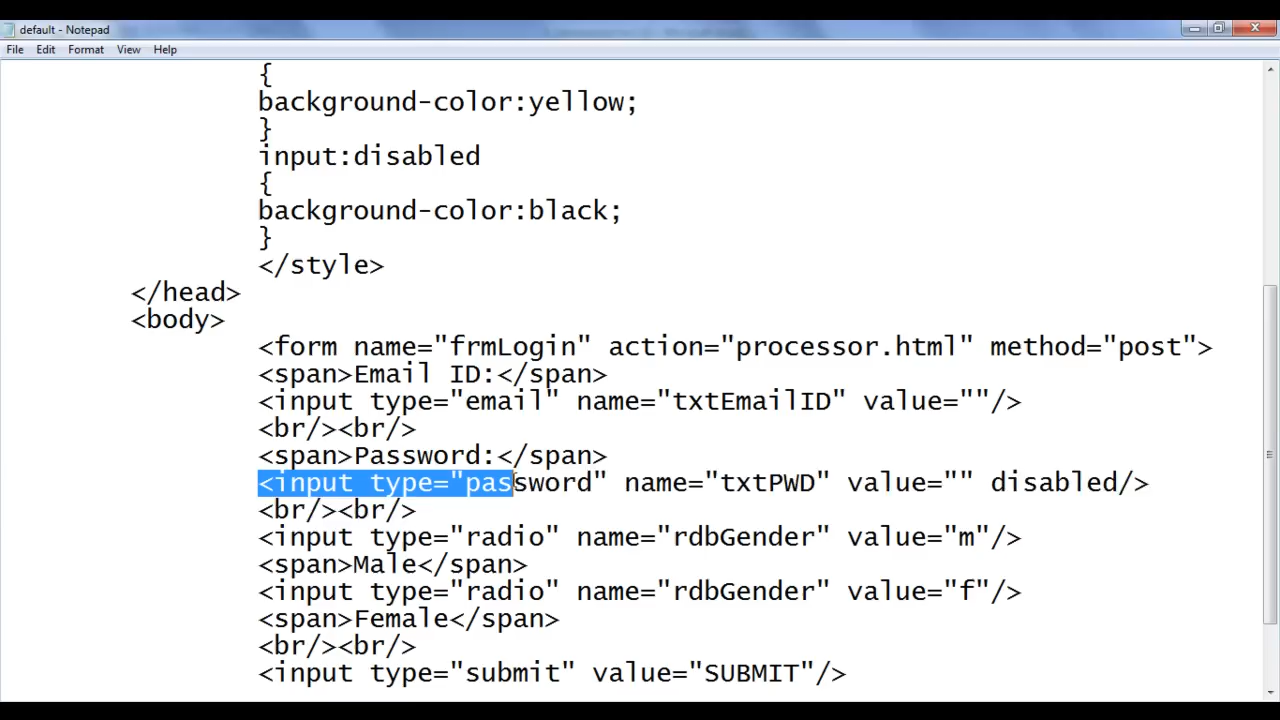 default - Notepad
File Edit Format View Help
{
background-color:yellow;
}
input:disabled
{
background-color:black;
}
</style>
</head>
<body>
<form name="frmLogin" action="processor.html" method="post">
<span>Email ID:</span>
<input type="email" name="txtEmailID" value=""/>
<br/><br/>
<span>Password:</span>
<input type="password" name="txtPWD" value="" disabled/>
<br/><br/>
<input type="radio" name="rdbGender" value="m"/>
<span>Male</span>
<input type="radio" name="rdbGender" value="f"/>
<span>Female</span>
<br/><br/>
<input type="submit" value="SUBMIT"/>